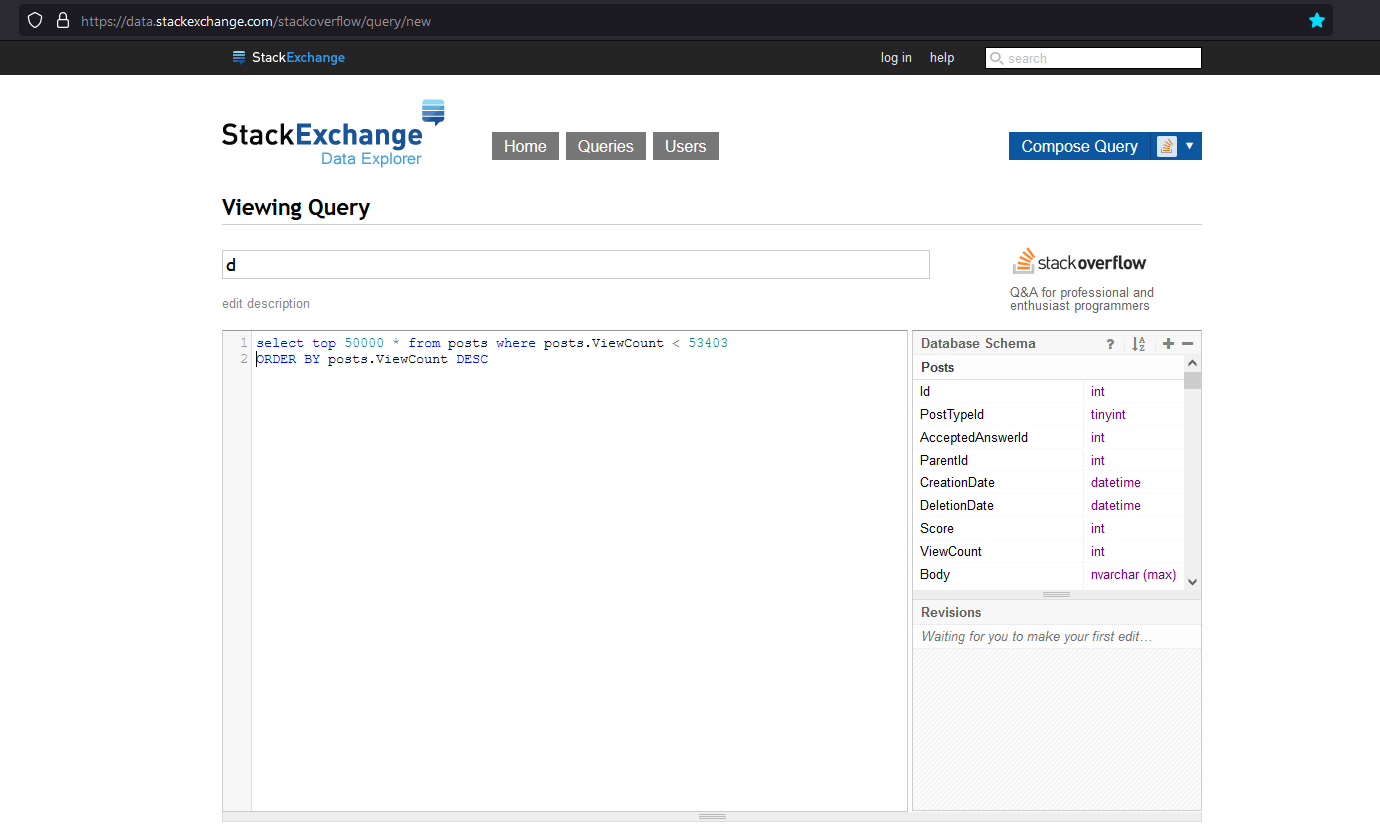 https://data.stackexchange.com/stackoverflow/query/new
StackExchange
log in help search
StackExchange
Data Explorer
Home Queries Users
Compose Query ▼
Viewing Query
d
edit description
stackoverflow
Q&A for professional and
enthusiast programmers
1 select top 50000 * from posts where posts.ViewCount < 53403
2 ORDER BY posts.ViewCount DESC
Database Schema ? A Z + −
Posts
Id int
PostTypeId tinyint
AcceptedAnswerId int
ParentId int
CreationDate datetime
DeletionDate datetime
Score int
ViewCount int
Body nvarchar (max)
Revisions
Waiting for you to make your first edit…